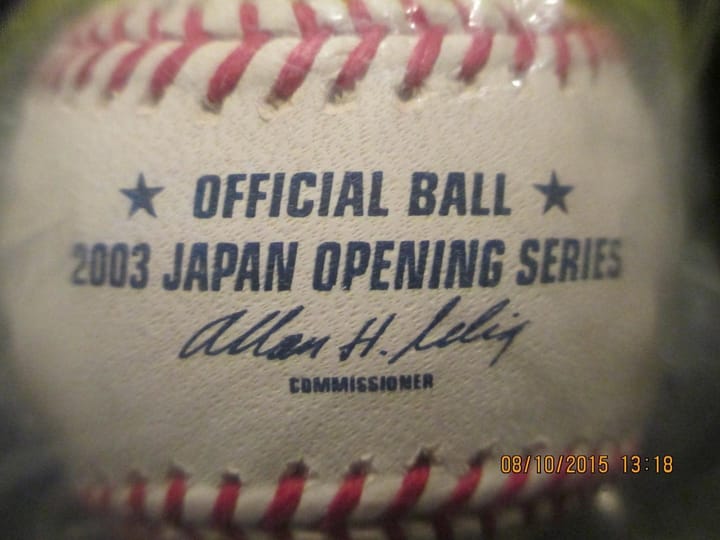 ★ OFFICIAL BALL ★
2003 JAPAN OPENING SERIES
Allan H. Selig
COMMISSIONER
08/10/2015 13:18